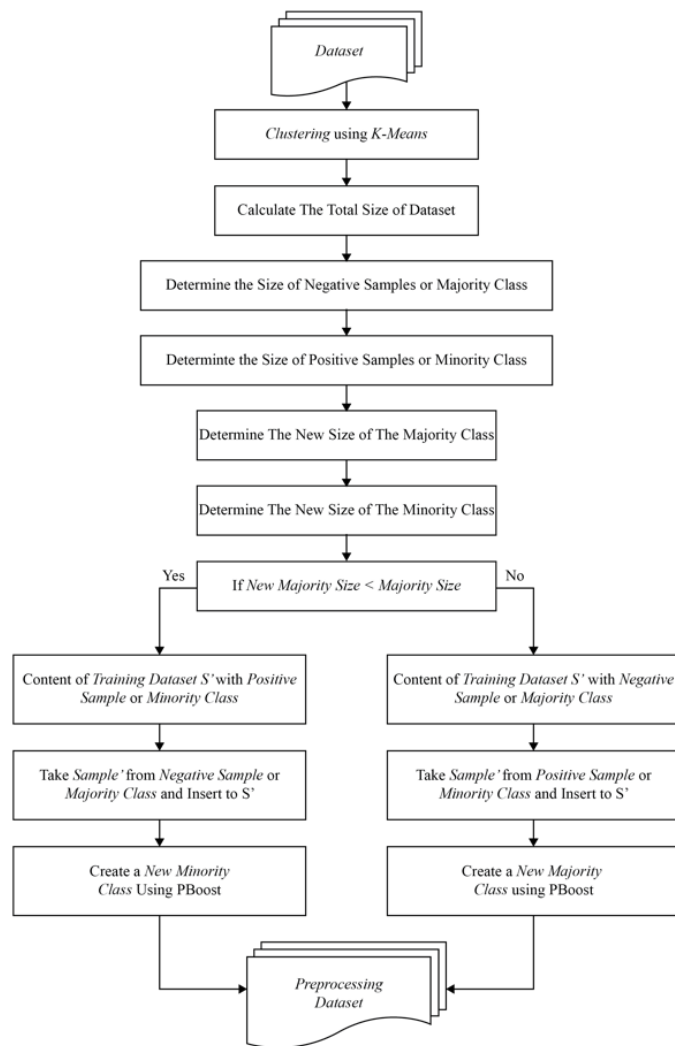 Dataset
Clustering using K-Means
Calculate The Total Size of Dataset
Determine the Size of Negative Samples or Majority Class
Determinte the Size of Positive Samples or Minority Class
Determine The New Size of The Majority Class
Determine The New Size of The Minority Class
If New Majority Size < Majority Size
Yes
No
Content of Training Dataset S' with Positive
Sample or Minority Class
Content of Training Dataset S' with Negative
Sample or Majority Class
Take Sample' from Negative Sample or
Majority Class and Insert to S'
Take Sample' from Positive Sample or
Minority Class and Insert to S'
Create a New Minority
Class Using PBoost
Create a New Majority
Class using PBoost
Preprocessing
Dataset